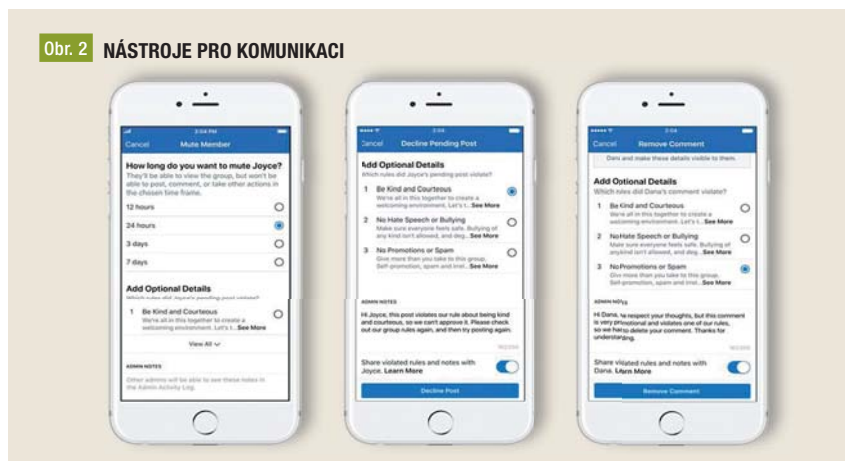 Obr. 2 NÁSTROJE PRO KOMUNIKACI
2:04 PM
Cancel Mute Member
How long do you want to mute Joyce?
They'll be able to view the group, but won't be
able to post, comment, or take other actions in
the chosen time frame.
12 hours
24 hours
3 days
7 days
Add Optional Details
Which rules did Joyce's pending post violate?
1 Be Kind and Courteous
We're all in this together to create a
welcoming environment. Let's t... See More
View All
ADMIN NOTES
Other admins will be able to see these notes in
the Admin Activity Log.
2:04
Cancel Decline Pending Post
Add Optional Details
Which rules did Joyce's pending post violate?
1 Be Kind and Courteous
We're all in this together to create a
welcoming environment. Let's t... See More
2 No Hate Speech or Bullying
Make sure everyone feels safe. Bullying of
any kind isn't allowed, and deg... See More
3 No Promotions or Spam
Give more than you take to this group.
Self-promotion, spam and irrel... See More
ADMIN NOTES
Hi Joyce, this post violates our rule about being kind
and courteous, so we can't approve it. Please check
out our group rules again, and then try posting again.
Share violated rules and notes with
Joyce. Learn More
Decline Post
2:04
Cancel Remove Comment
Dana and make these details visible to them.
Add Optional Details
Which rules did Dana's comment violate?
1 Be Kind and Courteous
We're all in this together to create a
welcoming environment. Let's t... See More
2 No Hate Speech or Bullying
Make sure everyone feels safe. Bullying of
anykind isn't allowed, and deg... See More
3 No Promotions or Spam
Give more than you take to this group.
Self-promotion, spam and irrel... See More
ADMIN NOTES
Hi Dana, we respect your thoughts, but this comment
is very promotional and violates one of our rules,
so we have to delete your comment. Thanks for
understanding.
Share violated rules and notes with
Dana. Learn More
Remove Comment